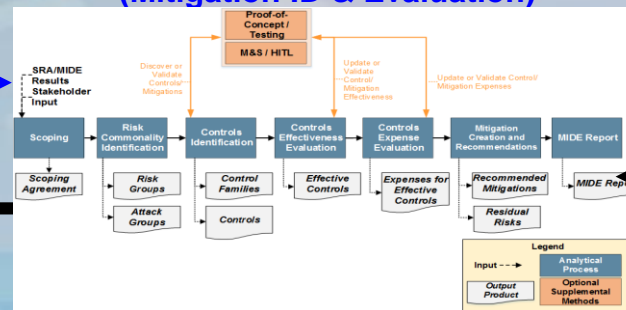 (Mitigation ID & Evaluation)
Proof-of-
Concept /
Testing
M&S / HITL
SRA/MIDE
Results
Stakeholder
Input
Discover or
Validate
Controls/
Mitigations
Update or
Validate
Control/
Mitigation
Effectiveness
Update or Validate Control/
Mitigation Expenses
Scoping
Risk
Commonality
Identification
Controls
Identification
Controls
Effectiveness
Evaluation
Controls
Expense
Evaluation
Mitigation
Creation and
Recommendations
MIDE Report
Scoping
Agreement
Risk
Groups
Attack
Groups
Control
Families
Controls
Effective
Controls
Expenses for
Effective
Controls
Recommended
Mitigations
Residual
Risks
MIDE Repo
Legend
Input
Analytical
Process
Output
Product
Optional
Supplemental
Methods